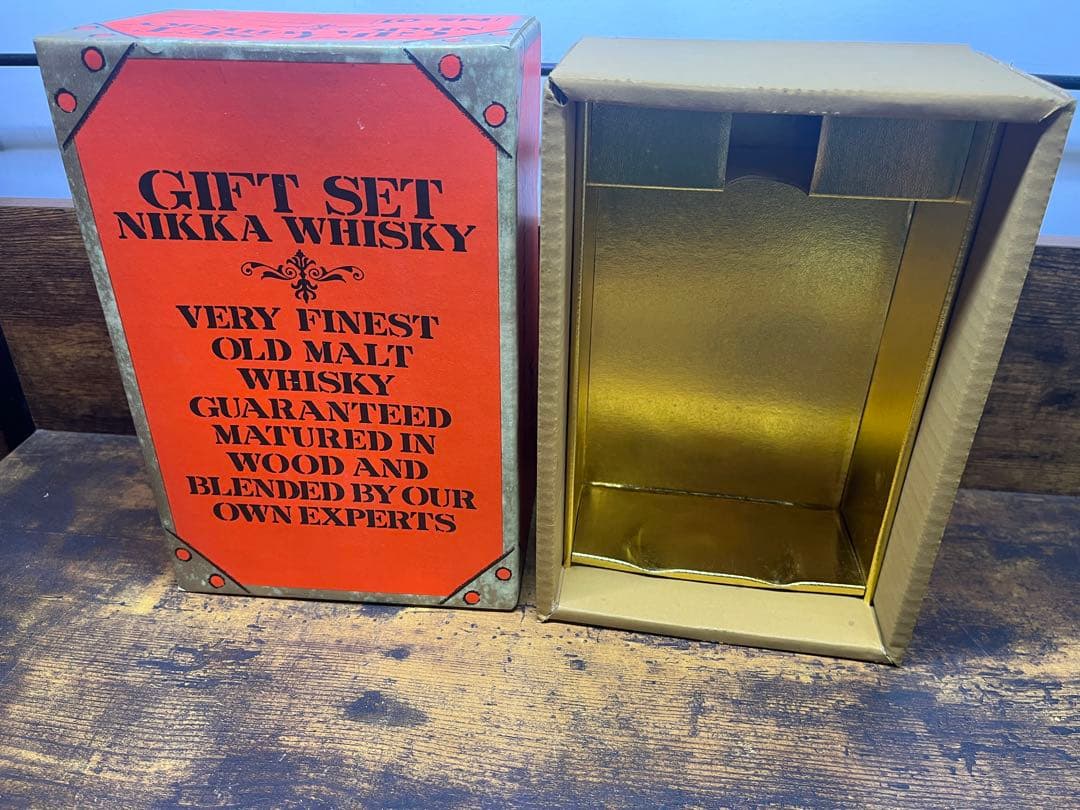 GIFT SET
NIKKA WHISKY
VERY FINEST
OLD MALT
WHISKY
GUARANTEED
MATURED IN
WOOD AND
BLENDED BY OUR
OWN EXPERTS